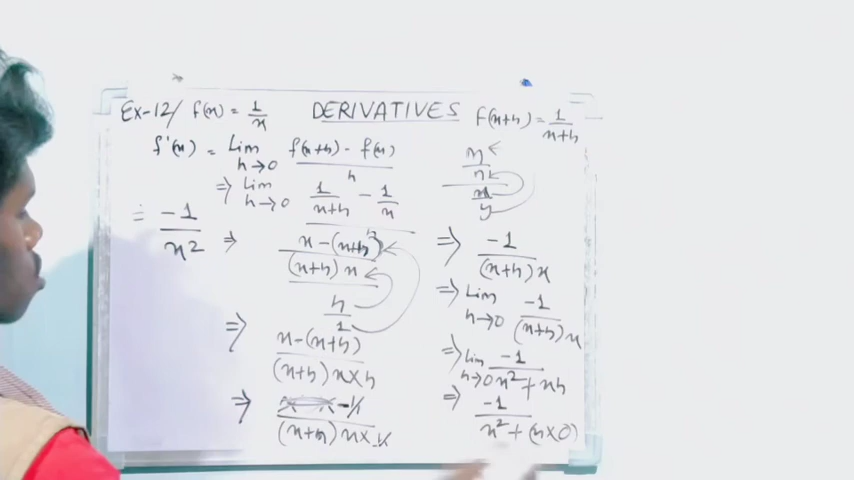 Ex-12/ f(x) = 1/x
DERIVATIVES
F(x+h) = 1/x+h
f'(x) = Lim h→0 f(x+h) - f(x) / h
⇒ Lim h→0 1/x+h - 1/x
x - (x+h) / (x+h) x
h / 1
⇒ x-(x+h) / (x+h) x × h
⇒ -h / (x+h) x × h
⇒ -1 / (x+h) x
⇒ Lim h→0 -1 / (x+h) x
⇒ Lim h→0 -1 / x² + xh
⇒ -1 / x² + (x×0)
= -1 / x²